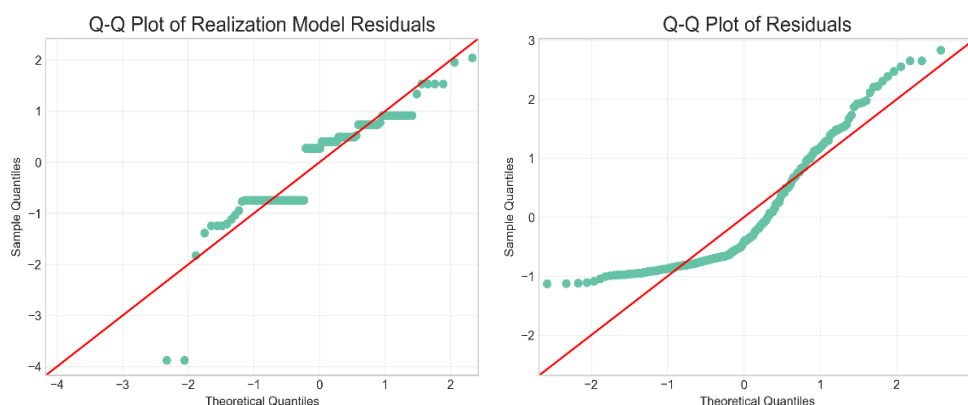 Q-Q Plot of Realization Model Residuals
Sample Quantiles
2
1
0
−1
−2
−3
−4
−4 −3 −2 −1 0 1 2
Theoretical Quantiles
Q-Q Plot of Residuals
Sample Quantiles
3
2
1
0
−1
−2
−2 −1 0 1 2
Theoretical Quantiles